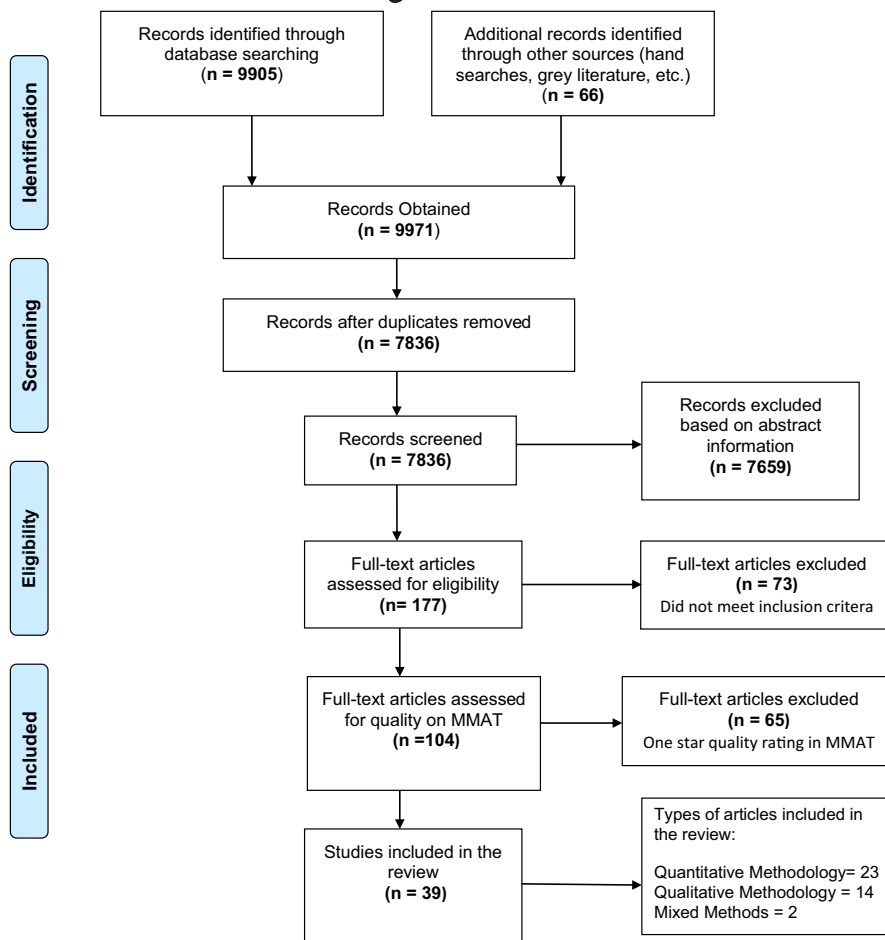 Records identified through
database searching
(n = 9905)
Additional records identified
through other sources (hand
searches, grey literature, etc.)
(n = 66)
Identification
Records Obtained
(n = 9971)
Screening
Records after duplicates removed
(n = 7836)
Records screened
(n = 7836)
Records excluded
based on abstract
information
(n = 7659)
Eligibility
Full-text articles
assessed for eligibility
(n= 177)
Full-text articles excluded
(n = 73)
Did not meet inclusion critera
Included
Full-text articles assessed
for quality on MMAT
(n =104)
Full-text articles excluded
(n = 65)
One star quality rating in MMAT
Studies included in the
review
(n = 39)
Types of articles included in
the review:
Quantitative Methodology= 23
Qualitative Methodology = 14
Mixed Methods = 2